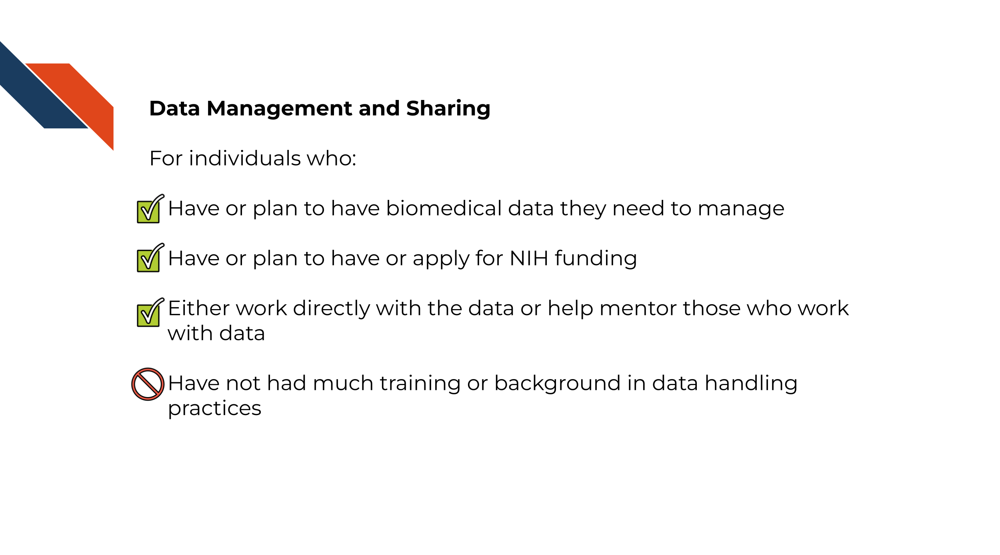 Data Management and Sharing
For individuals who:
Have or plan to have biomedical data they need to manage
Have or plan to have or apply for NIH funding
Either work directly with the data or help mentor those who work
with data
Have not had much training or background in data handling
practices